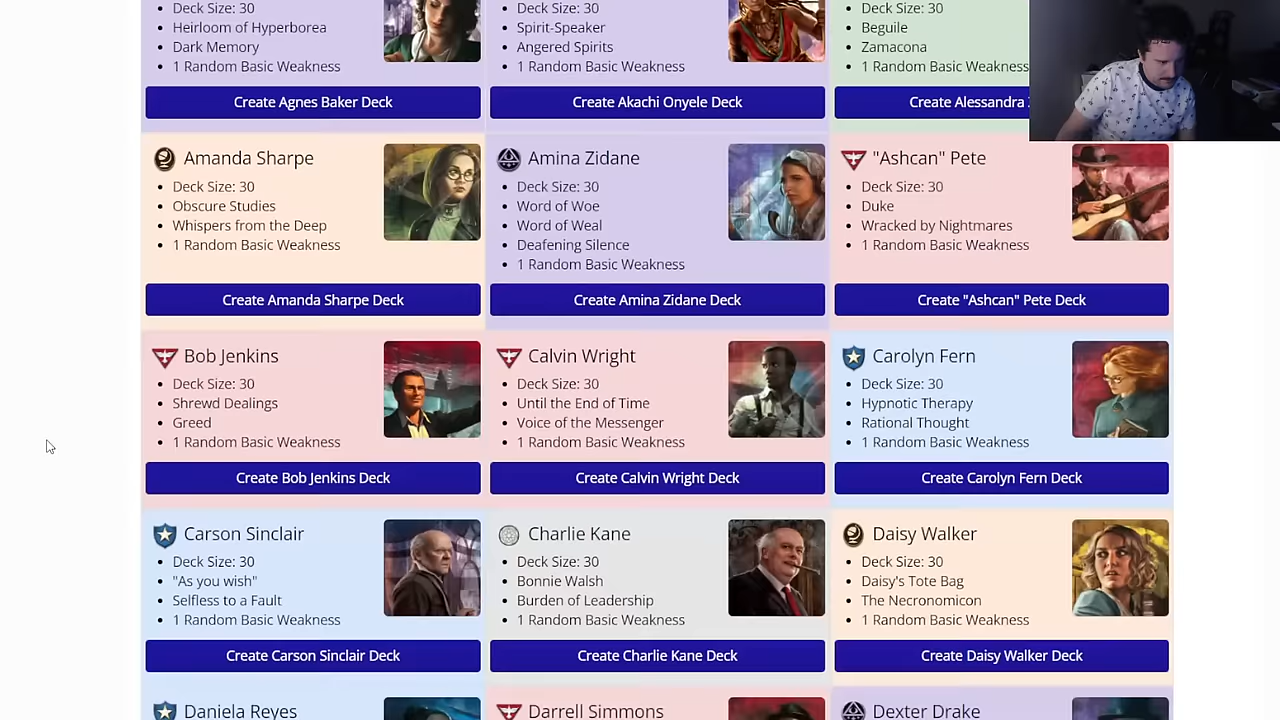 Deck Size: 30
Heirloom of Hyperborea
Dark Memory
1 Random Basic Weakness
Create Agnes Baker Deck
Deck Size: 30
Spirit-Speaker
Angered Spirits
1 Random Basic Weakness
Create Akachi Onyele Deck
Deck Size: 30
Beguile
Zamacona
1 Random Basic Weakness
Create Alessandra
Amanda Sharpe
Deck Size: 30
Obscure Studies
Whispers from the Deep
1 Random Basic Weakness
Create Amanda Sharpe Deck
Amina Zidane
Deck Size: 30
Word of Woe
Word of Weal
Deafening Silence
1 Random Basic Weakness
Create Amina Zidane Deck
"Ashcan" Pete
Deck Size: 30
Duke
Wracked by Nightmares
1 Random Basic Weakness
Create "Ashcan" Pete Deck
Bob Jenkins
Deck Size: 30
Shrewd Dealings
Greed
1 Random Basic Weakness
Create Bob Jenkins Deck
Calvin Wright
Deck Size: 30
Until the End of Time
Voice of the Messenger
1 Random Basic Weakness
Create Calvin Wright Deck
Carolyn Fern
Deck Size: 30
Hypnotic Therapy
Rational Thought
1 Random Basic Weakness
Create Carolyn Fern Deck
Carson Sinclair
Deck Size: 30
"As you wish"
Selfless to a Fault
1 Random Basic Weakness
Create Carson Sinclair Deck
Charlie Kane
Deck Size: 30
Bonnie Walsh
Burden of Leadership
1 Random Basic Weakness
Create Charlie Kane Deck
Daisy Walker
Deck Size: 30
Daisy's Tote Bag
The Necronomicon
1 Random Basic Weakness
Create Daisy Walker Deck
Daniela Reyes
Darrell Simmons
Dexter Drake